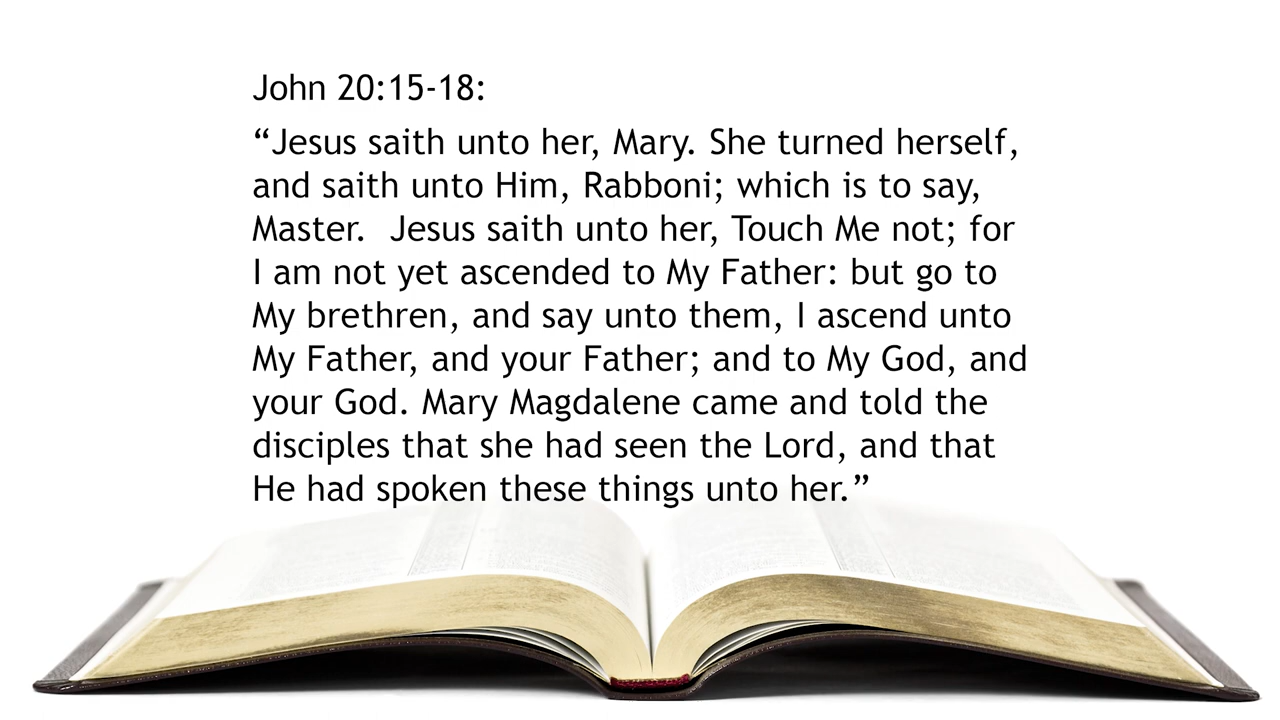 John 20:15-18:
“Jesus saith unto her, Mary. She turned herself,
and saith unto Him, Rabboni; which is to say,
Master.  Jesus saith unto her, Touch Me not; for
I am not yet ascended to My Father: but go to
My brethren, and say unto them, I ascend unto
My Father, and your Father; and to My God, and
your God. Mary Magdalene came and told the
disciples that she had seen the Lord, and that
He had spoken these things unto her.”